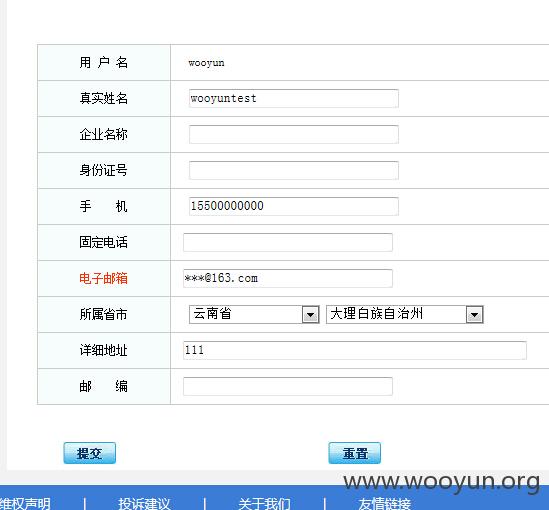 用 户 名 wooyun
真实姓名 wooyuntest
企业名称
身份证号
手 机 15500000000
固定电话
电子邮箱 ***@163.com
所属省市 云南省 大理白族自治州
详细地址 111
邮 编
提交 重置
www.wooyun.org
维权声明 | 投诉建议 | 关于我们 | 友情链接